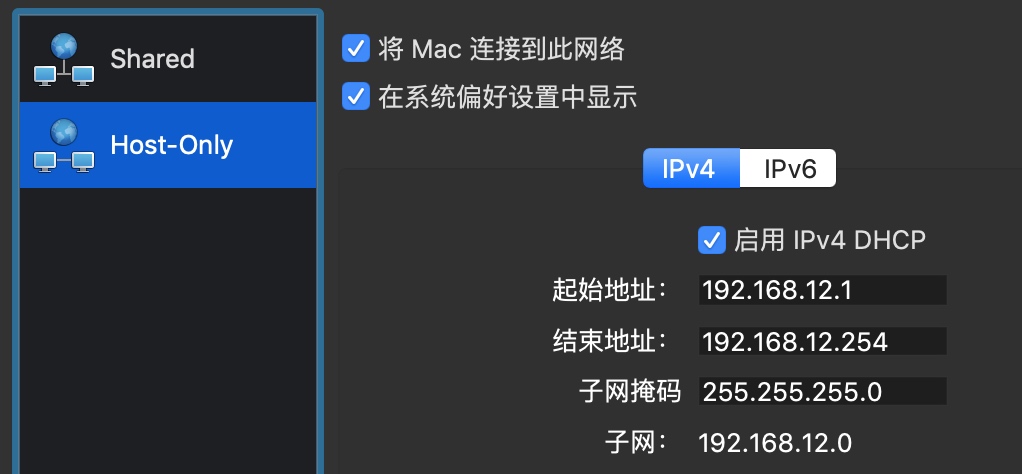 Shared
Host-Only
将 Mac 连接到此网络
在系统偏好设置中显示
IPv4 IPv6
启用 IPv4 DHCP
起始地址: 192.168.12.1
结束地址: 192.168.12.254
子网掩码 255.255.255.0
子网: 192.168.12.0